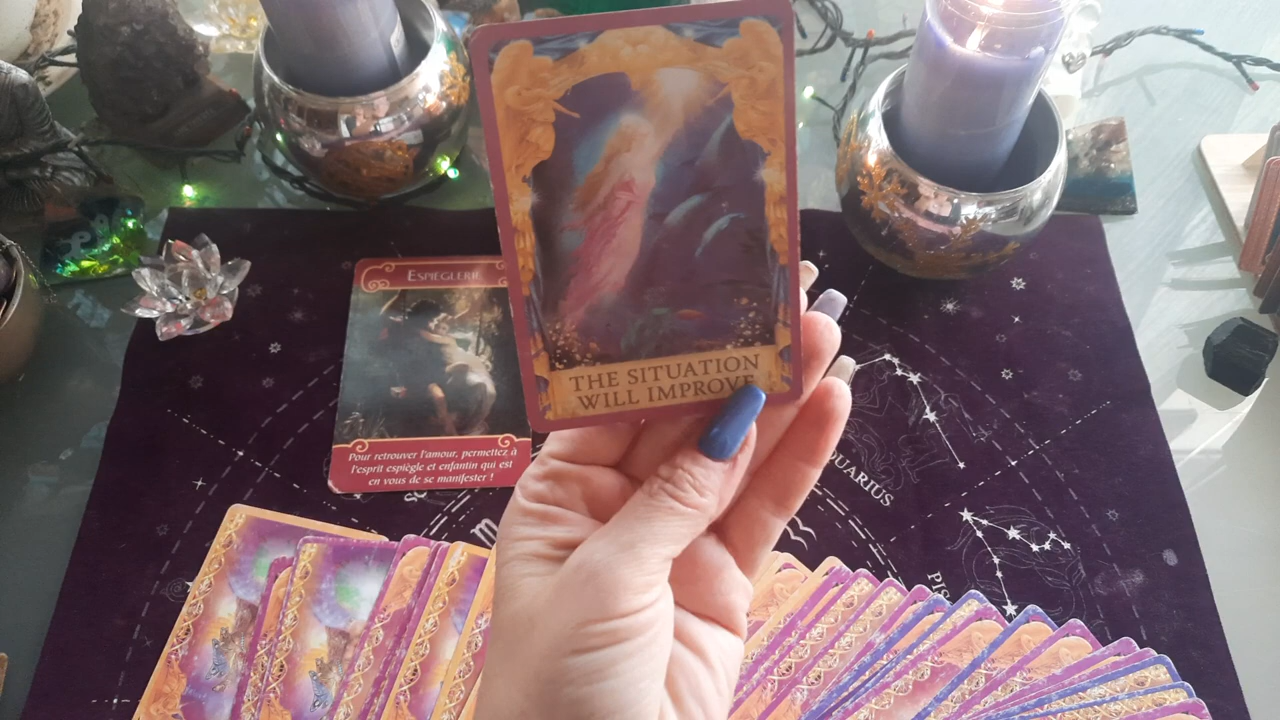 ESPIÈGLERIE
Pour retrouver l'amour, permettez à
l'esprit espiègle et enfantin qui est
en vous de se manifester !
THE SITUATION
WILL IMPROVE
QUARIUS
PIS